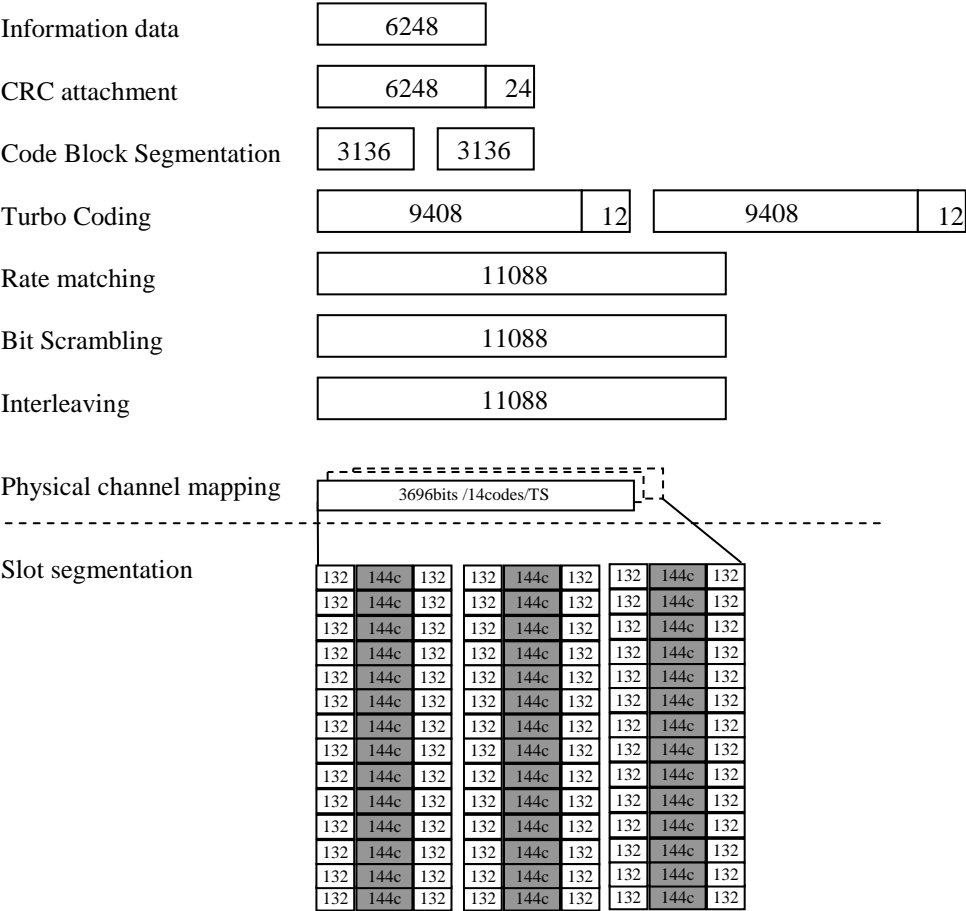 Information data 6248
CRC attachment 6248 24
Code Block Segmentation 3136 3136
Turbo Coding 9408 12 9408 12
Rate matching 11088
Bit Scrambling 11088
Interleaving 11088
Physical channel mapping 3696bits /14codes/TS
Slot segmentation
132 144c 132 132 144c 132 132 144c 132
132 144c 132 132 144c 132 132 144c 132
132 144c 132 132 144c 132 132 144c 132
132 144c 132 132 144c 132 132 144c 132
132 144c 132 132 144c 132 132 144c 132
132 144c 132 132 144c 132 132 144c 132
132 144c 132 132 144c 132 132 144c 132
132 144c 132 132 144c 132 132 144c 132
132 144c 132 132 144c 132 132 144c 132
132 144c 132 132 144c 132 132 144c 132
132 144c 132 132 144c 132 132 144c 132
132 144c 132 132 144c 132 132 144c 132
132 144c 132 132 144c 132 132 144c 132
132 144c 132 132 144c 132 132 144c 132